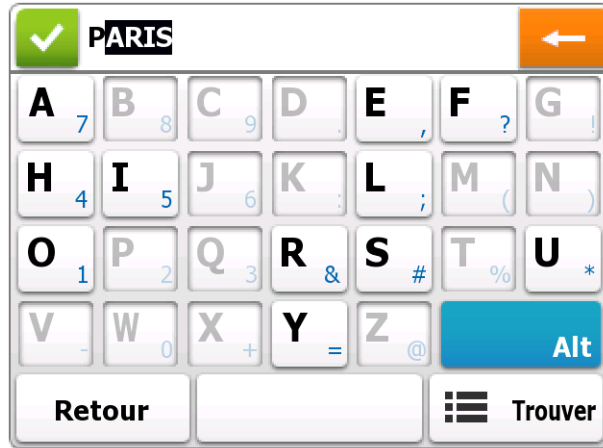 PARIS
A 7 B 8 C 9 D . E , F ? G !
H 4 I 5 J 6 K : L ; M ( N )
O 1 P 2 Q 3 R & S # T % U *
V - W 0 X + Y = Z @ Alt
Retour Trouver